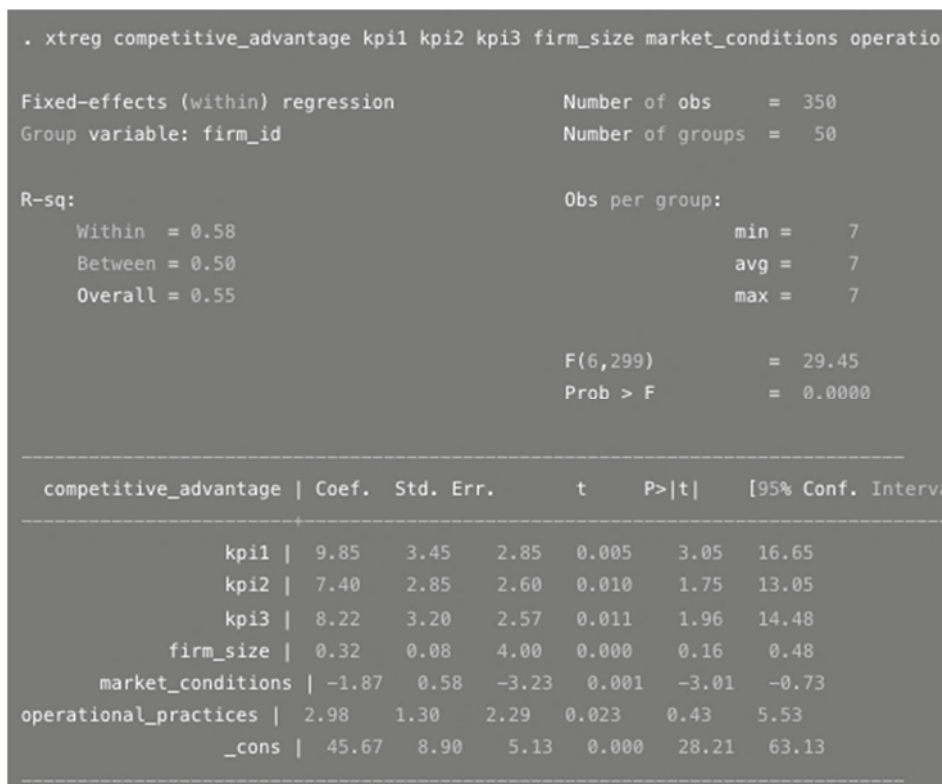 . xtreg competitive_advantage kpi1 kpi2 kpi3 firm_size market_conditions
Fixed-effects (within) regression Number of obs = 350
Group variable: firm_id Number of groups = 50
R-sq: Obs per group:
Within = 0.58 min = 7
Between = 0.50 avg = 7
Overall = 0.55 max = 7
F(6,299) = 29.45
Prob > F = 0.0000
competitive_advantage | Coef. Std. Err. t P>|t| [95% Conf.
kpi1 | 9.85 3.45 2.85 0.005 3.05 16.65
kpi2 | 7.40 2.85 2.60 0.010 1.75 13.05
kpi3 | 8.22 3.20 2.57 0.011 1.96 14.48
firm_size | 0.32 0.08 4.00 0.000 0.16 0.48
market_conditions | -1.87 0.58 -3.23 0.001 -3.01 -0.73
operational_practices | 2.98 1.30 2.29 0.023 0.43 5.53
_cons | 45.67 8.90 5.13 0.000 28.21 63.13